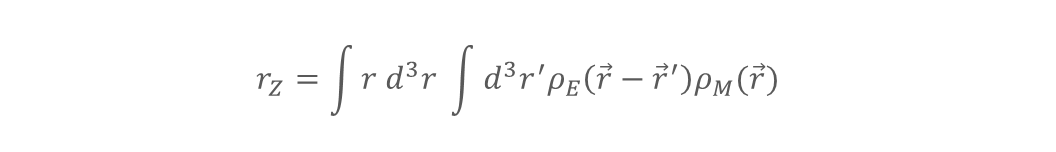 r_Z = ∫ r d³r ∫ d³r′ρ_E(r⃗ − r⃗′)ρ_M(r⃗)